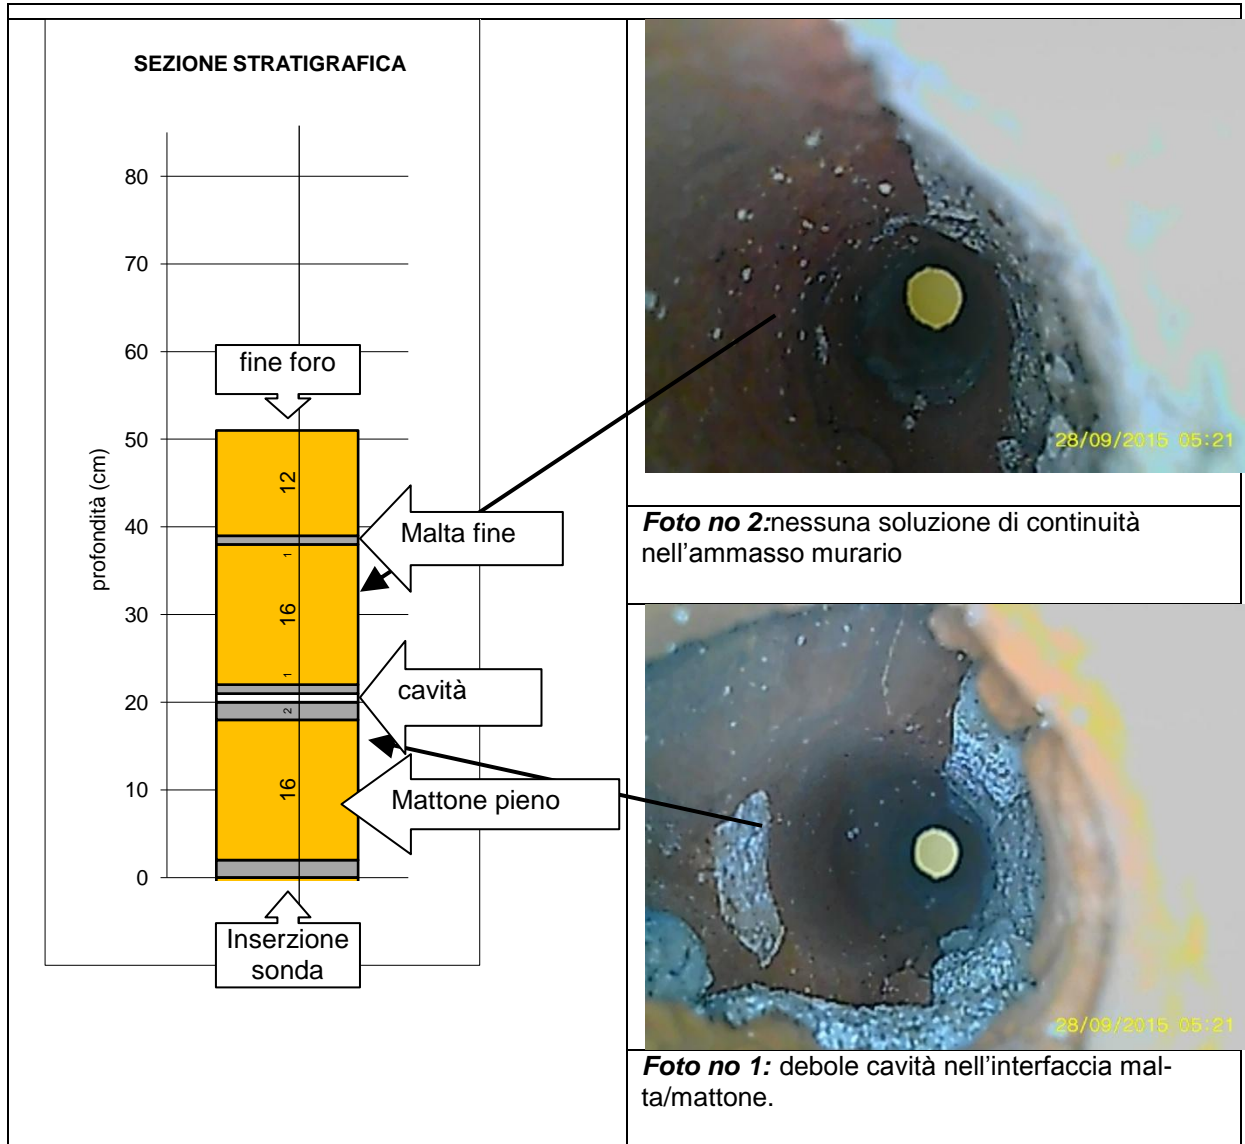 SEZIONE STRATIGRAFICA
80
70
60
50
40
30
20
10
0
profondità (cm)
fine foro
12
1
16
1
2
16
Malta fine
cavità
Mattone pieno
Inserzione
sonda
28/09/2015 05:21
Foto no 2:nessuna soluzione di continuità
nell'ammasso murario
28/09/2015 05:21
Foto no 1: debole cavità nell'interfaccia mal-
ta/mattone.